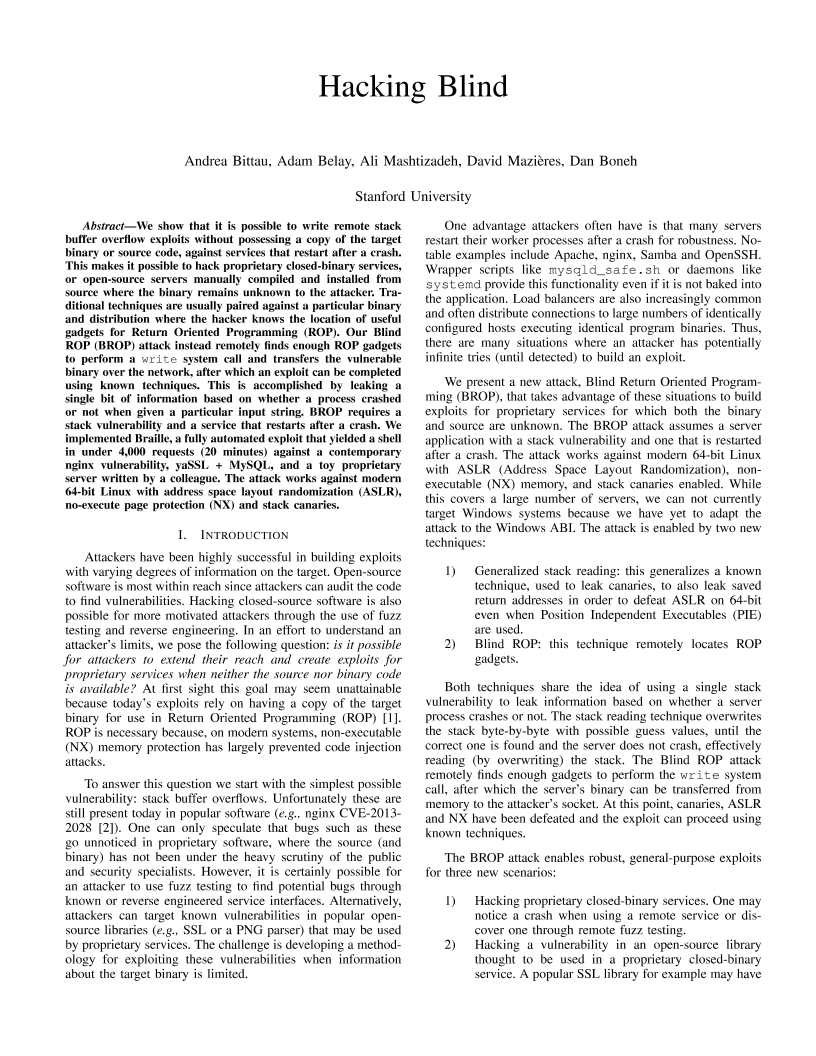 Hacking Blind
Andrea Bittau, Adam Belay, Ali Mashtizadeh, David Mazières, Dan Boneh
Stanford University
Abstract—We show that it is possible to write remote stack
buffer overflow exploits without possessing a copy of the target
binary or source code, against services that restart after a crash.
This makes it possible to hack proprietary closed-binary services,
or open-source servers manually compiled and installed from
source where the binary remains unknown to the attacker. Tra-
ditional techniques are usually paired against a particular binary
and distribution where the hacker knows the location of useful
gadgets for Return Oriented Programming (ROP). Our Blind
ROP (BROP) attack instead remotely finds enough ROP gadgets
to perform a write system call and transfers the vulnerable
binary over the network, after which an exploit can be completed
using known techniques. This is accomplished by leaking a
single bit of information based on whether a process crashed
or not when given a particular input string. BROP requires a
stack vulnerability and a service that restarts after a crash. We
implemented Braille, a fully automated exploit that yielded a shell
in under 4,000 requests (20 minutes) against a contemporary
nginx vulnerability, yaSSL + MySQL, and a toy proprietary
server written by a colleague. The attack works against modern
64-bit Linux with address space layout randomization (ASLR),
no-execute page protection (NX) and stack canaries.
I. INTRODUCTION
Attackers have been highly successful in building exploits
with varying degrees of information on the target. Open-source
software is most within reach since attackers can audit the code
to find vulnerabilities. Hacking closed-source software is also
possible for more motivated attackers through the use of fuzz
testing and reverse engineering. In an effort to understand an
attacker's limits, we pose the following question: is it possible
for attackers to extend their reach and create exploits for
proprietary services when neither the source nor binary code
is available? At first sight this goal may seem unattainable
because today's exploits rely on having a copy of the target
binary for use in Return Oriented Programming (ROP) [1].
ROP is necessary because, on modern systems, non-executable
(NX) memory protection has largely prevented code injection
attacks.
To answer this question we start with the simplest possible
vulnerability: stack buffer overflows. Unfortunately these are
still present today in popular software (e.g., nginx CVE-2013-
2028 [2]). One can only speculate that bugs such as these
go unnoticed in proprietary software, where the source (and
binary) has not been under the heavy scrutiny of the public
and security specialists. However, it is certainly possible for
an attacker to use fuzz testing to find potential bugs through
known or reverse engineered service interfaces. Alternatively,
attackers can target known vulnerabilities in popular open-
source libraries (e.g., SSL or a PNG parser) that may be used
by proprietary services. The challenge is developing a method-
ology for exploiting these vulnerabilities when information
about the target binary is limited.
One advantage attackers often have is that many servers
restart their worker processes after a crash for robustness. No-
table examples include Apache, nginx, Samba and OpenSSH.
Wrapper scripts like mysqld_safe.sh or daemons like
systemd provide this functionality even if it is not baked into
the application. Load balancers are also increasingly common
and often distribute connections to large numbers of identically
configured hosts executing identical program binaries. Thus,
there are many situations where an attacker has potentially
infinite tries (until detected) to build an exploit.
We present a new attack, Blind Return Oriented Program-
ming (BROP), that takes advantage of these situations to build
exploits for proprietary services for which both the binary
and source are unknown. The BROP attack assumes a server
application with a stack vulnerability and one that is restarted
after a crash. The attack works against modern 64-bit Linux
with ASLR (Address Space Layout Randomization), non-
executable (NX) memory, and stack canaries enabled. While
this covers a large number of servers, we can not currently
target Windows systems because we have yet to adapt the
attack to the Windows ABI. The attack is enabled by two new
techniques:
1) Generalized stack reading: this generalizes a known
technique, used to leak canaries, to also leak saved
return addresses in order to defeat ASLR on 64-bit
even when Position Independent Executables (PIE)
are used.
2) Blind ROP: this technique remotely locates ROP
gadgets.
Both techniques share the idea of using a single stack
vulnerability to leak information based on whether a server
process crashes or not. The stack reading technique overwrites
the stack byte-by-byte with possible guess values, until the
correct one is found and the server does not crash, effectively
reading (by overwriting) the stack. The Blind ROP attack
remotely finds enough gadgets to perform the write system
call, after which the server's binary can be transferred from
memory to the attacker's socket. At this point, canaries, ASLR
and NX have been defeated and the exploit can proceed using
known techniques.
The BROP attack enables robust, general-purpose exploits
for three new scenarios:
1) Hacking proprietary closed-binary services. One may
notice a crash when using a remote service or dis-
cover one through remote fuzz testing.
2) Hacking a vulnerability in an open-source library
thought to be used in a proprietary closed-binary
service. A popular SSL library for example may have